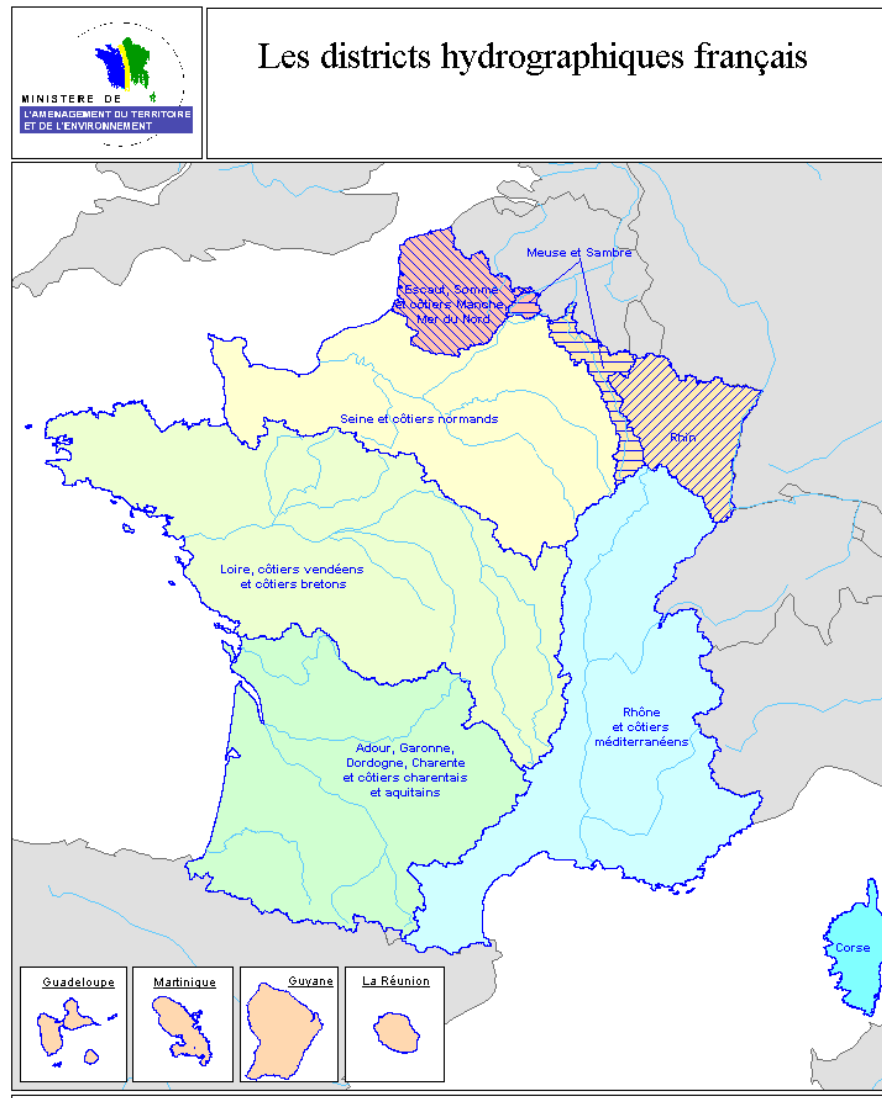 MINISTERE DE
L'AMENAGEMENT DU TERRITOIRE
ET DE L'ENVIRONNEMENT
Les districts hydrographiques français
Meuse et Sambre
Escaut, Somme
et côtiers Manche
Mer du Nord
Seine et côtiers normands
Rhin
Loire, côtiers vendéens
et côtiers bretons
Rhône
et côtiers
méditerranéens
Adour, Garonne,
Dordogne, Charente
et côtiers charentais
et aquitains
Corse
Guadeloupe
Martinique
Guyane
La Réunion